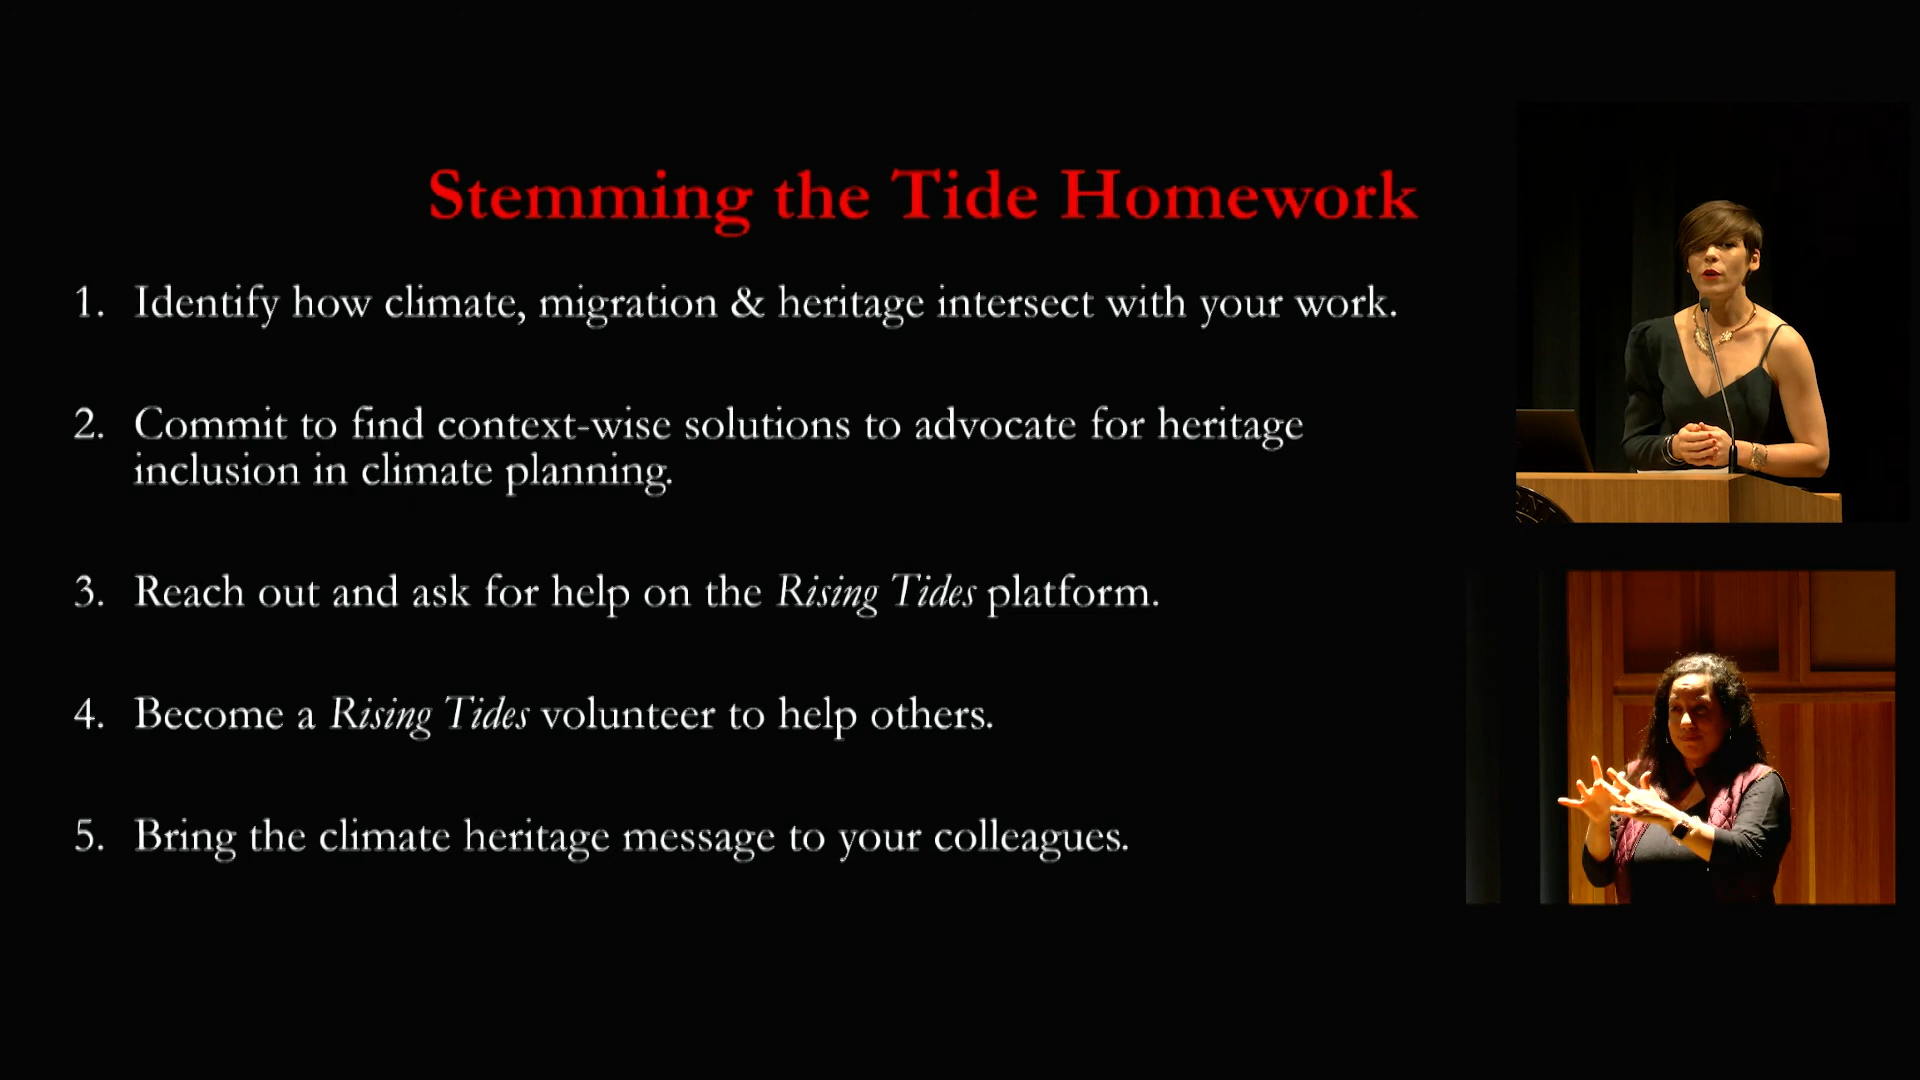 Stemming the Tide Homework
1. Identify how climate, migration & heritage intersect with your work.
2. Commit to find context-wise solutions to advocate for heritage
inclusion in climate planning.
3. Reach out and ask for help on the Rising Tides platform.
4. Become a Rising Tides volunteer to help others.
5. Bring the climate heritage message to your colleagues.